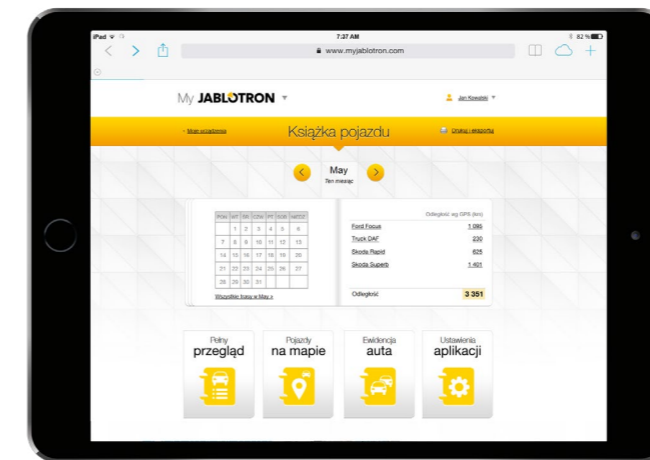 iPad
7:37 AM
82 %
www.myjablotron.com
My JABLOTRON
Jan Kowalski
Moje urządzenia
Książka pojazdu
Drukuj i eksportuj
May
Ten miesiąc
PON WT ŚR CZW PT SOB NIEDZ
1 2 3 4 5 6
7 8 9 10 11 12 13
14 15 16 17 18 19 20
21 22 23 24 25 26 27
28 29 30 31
Wszystkie trasy w May >
Odległość wg GPS (km)
Ford Focus 1 095
Truck DAF 230
Skoda Rapid 625
Skoda Superb 1 401
Odległość 3 351
Pełny
przegląd
Pojazdy
na mapie
Ewidencja
auta
Ustawienia
aplikacji